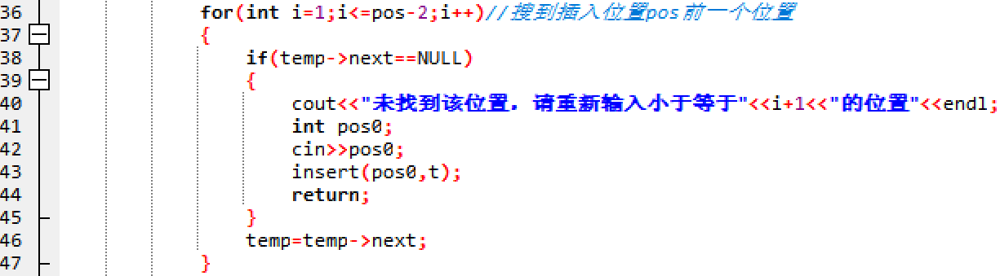 36 for(int i=1;i<=pos-2;i++)//搜到插入位置pos前一个位置
37 {
38 if(temp->next==NULL)
39 {
40 cout<<"未找到该位置，请重新输入小于等于"<<i+1<<"的位置"<<endl;
41 int pos0;
42 cin>>pos0;
43 insert(pos0,t);
44 return;
45 }
46 temp=temp->next;
47 }